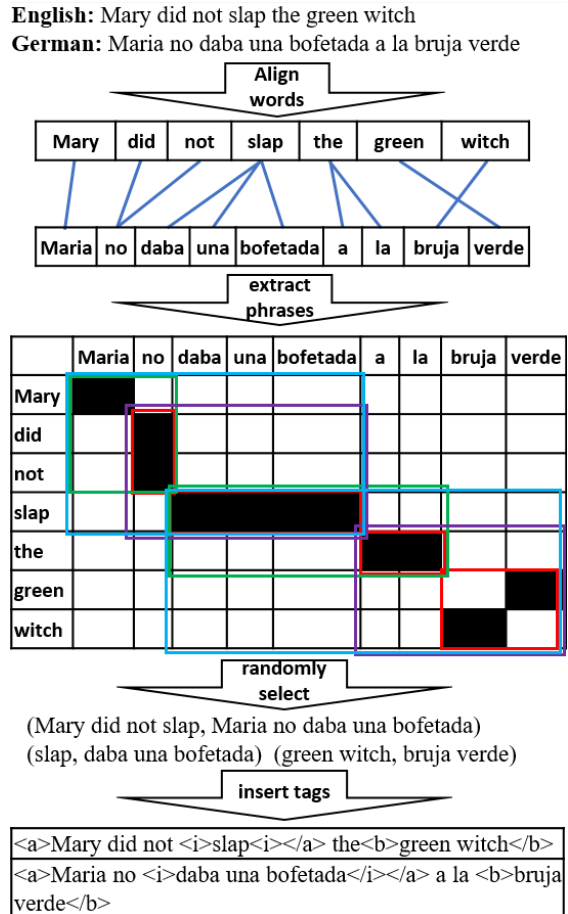 English: Mary did not slap the green witch
German: Maria no daba una bofetada a la bruja verde
Align
words
Mary did not slap the green witch
Maria no daba una bofetada a la bruja verde
extract
phrases
Maria no daba una bofetada a la bruja verde
Mary
did
not
slap
the
green
witch
randomly
select
(Mary did not slap, Maria no daba una bofetada)
(slap, daba una bofetada) (green witch, bruja verde)
insert tags
<a>Mary did not <i>slap<i></a> the<b>green witch</b>
<a>Maria no <i>daba una bofetada</i></a> a la <b>bruja
verde</b>